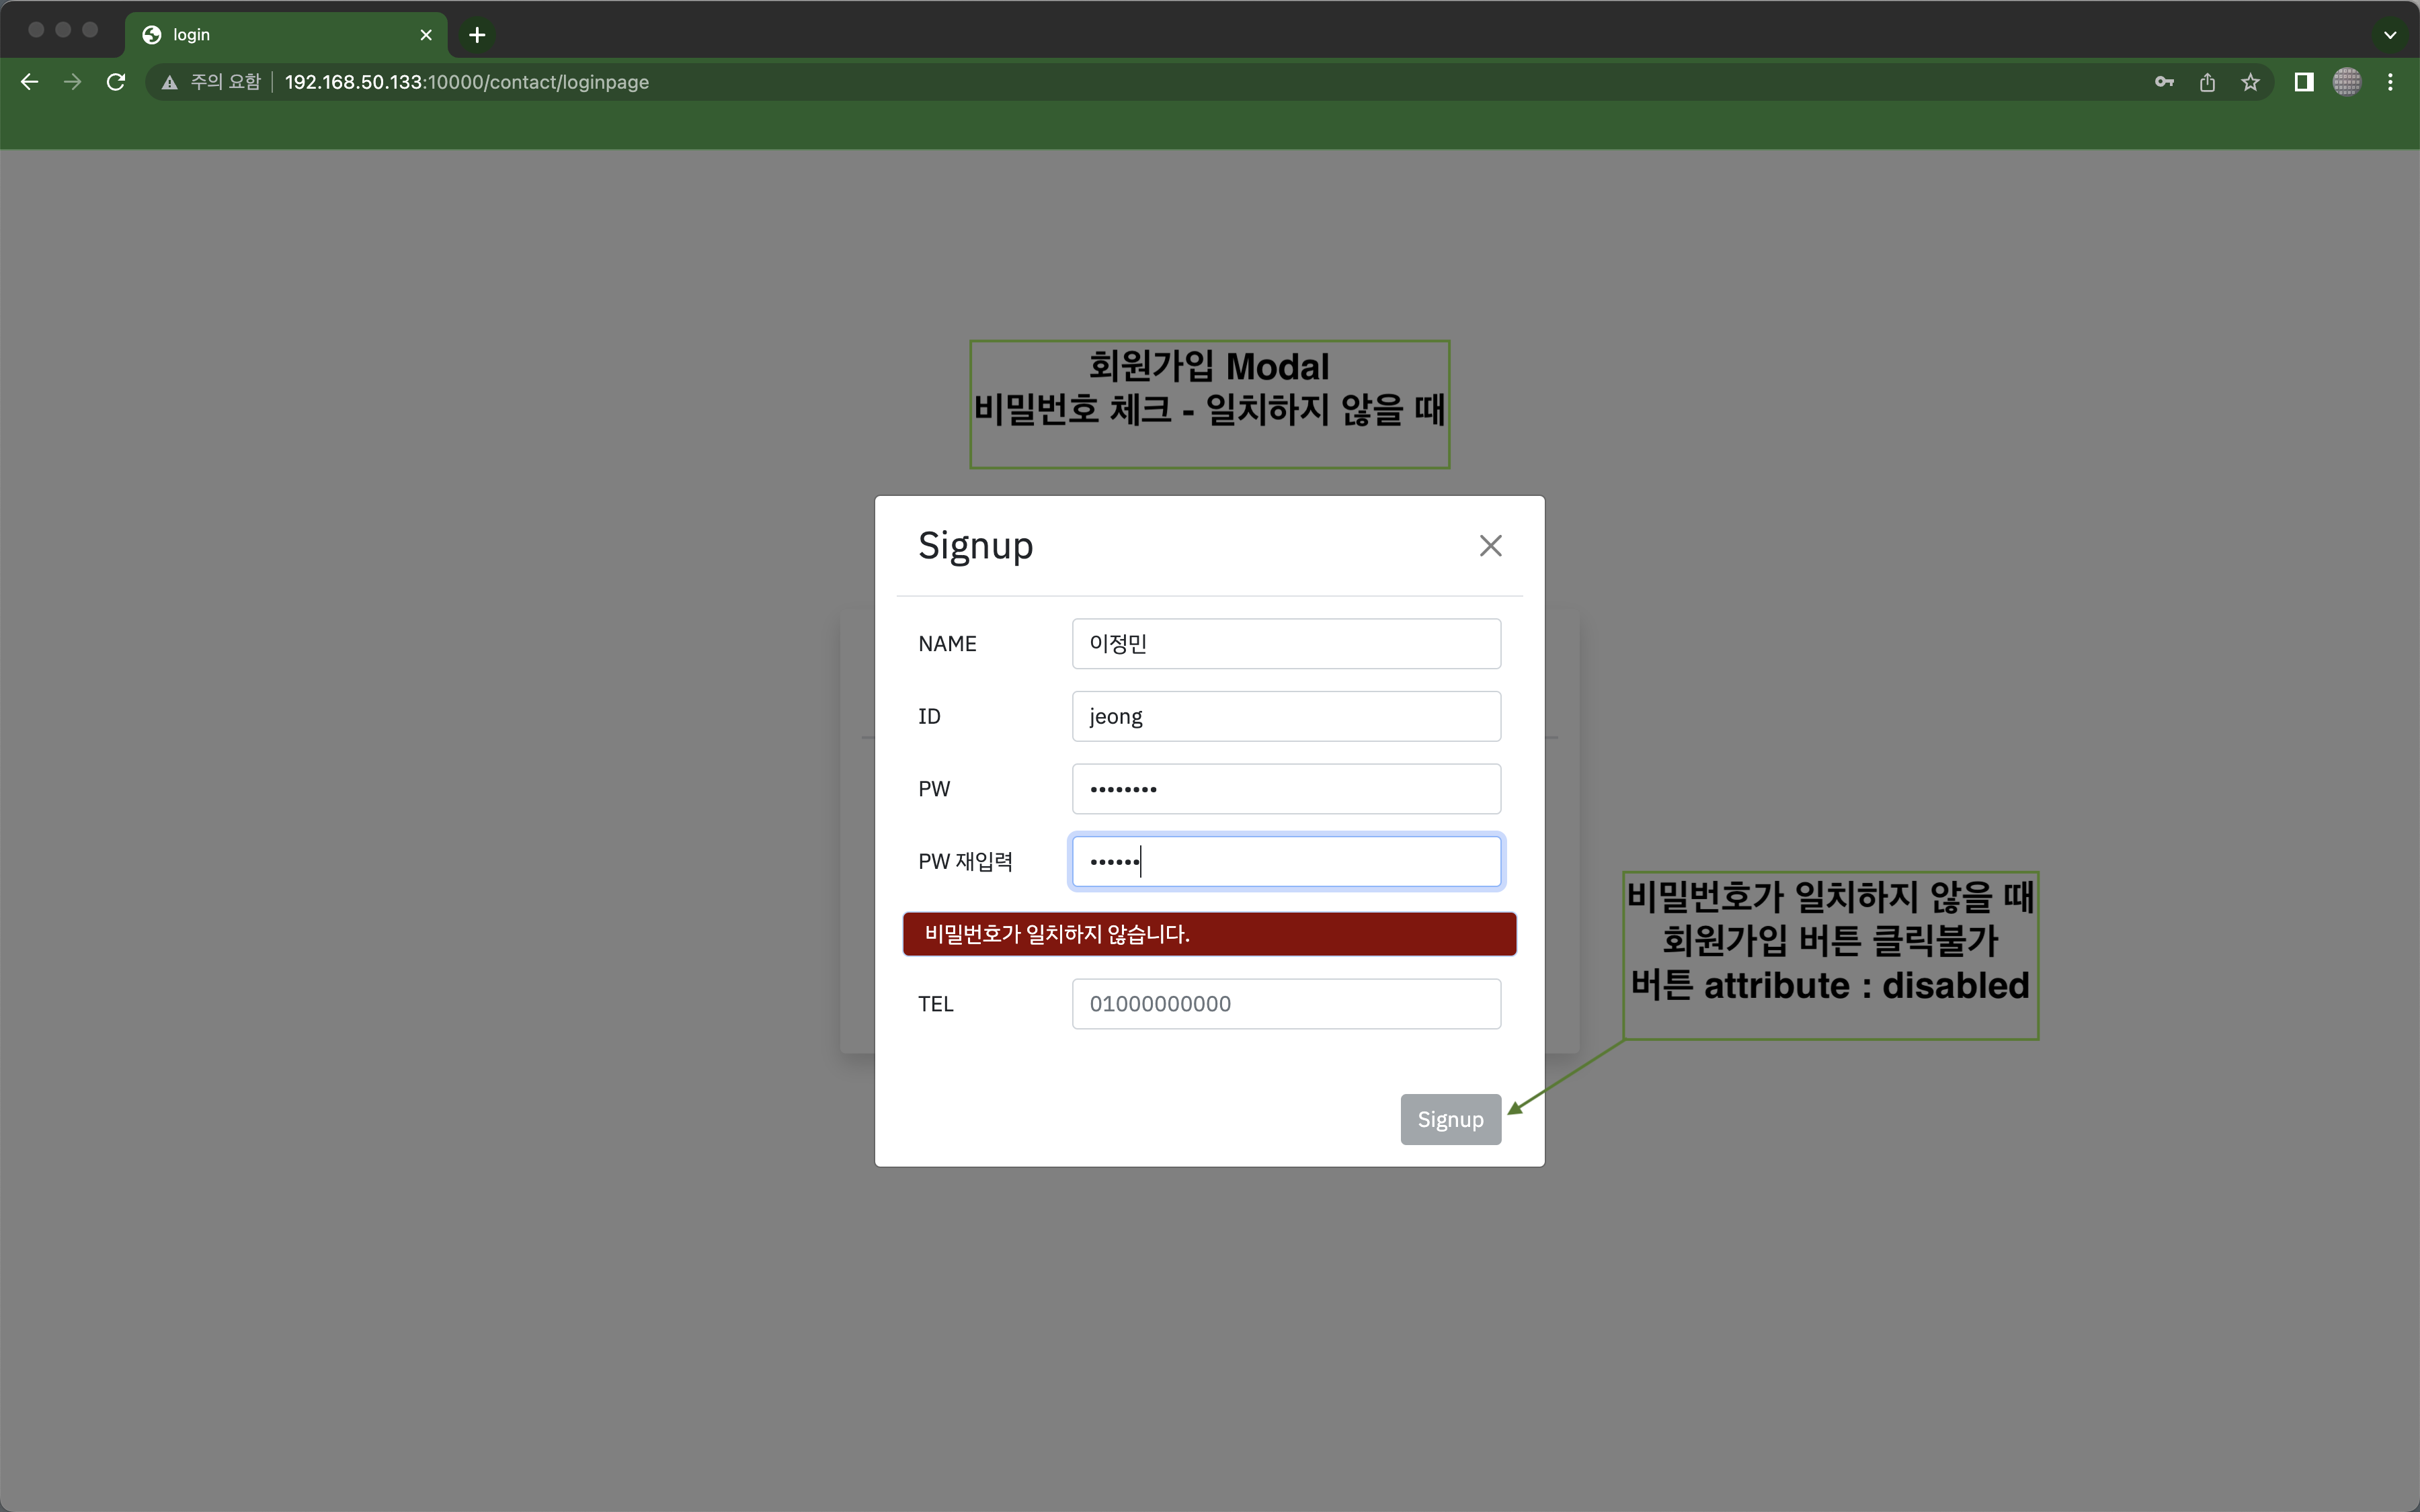 login
주의 요함
192.168.50.133:10000/contact/loginpage
회원가입 Modal
비밀번호 체크 - 일치하지 않을 때
Signup
NAME
이정민
ID
jeong
PW
••••••••
PW 재입력
••••••
비밀번호가 일치하지 않습니다.
TEL
01000000000
Signup
비밀번호가 일치하지 않을 때
회원가입 버튼 클릭불가
버튼 attribute : disabled